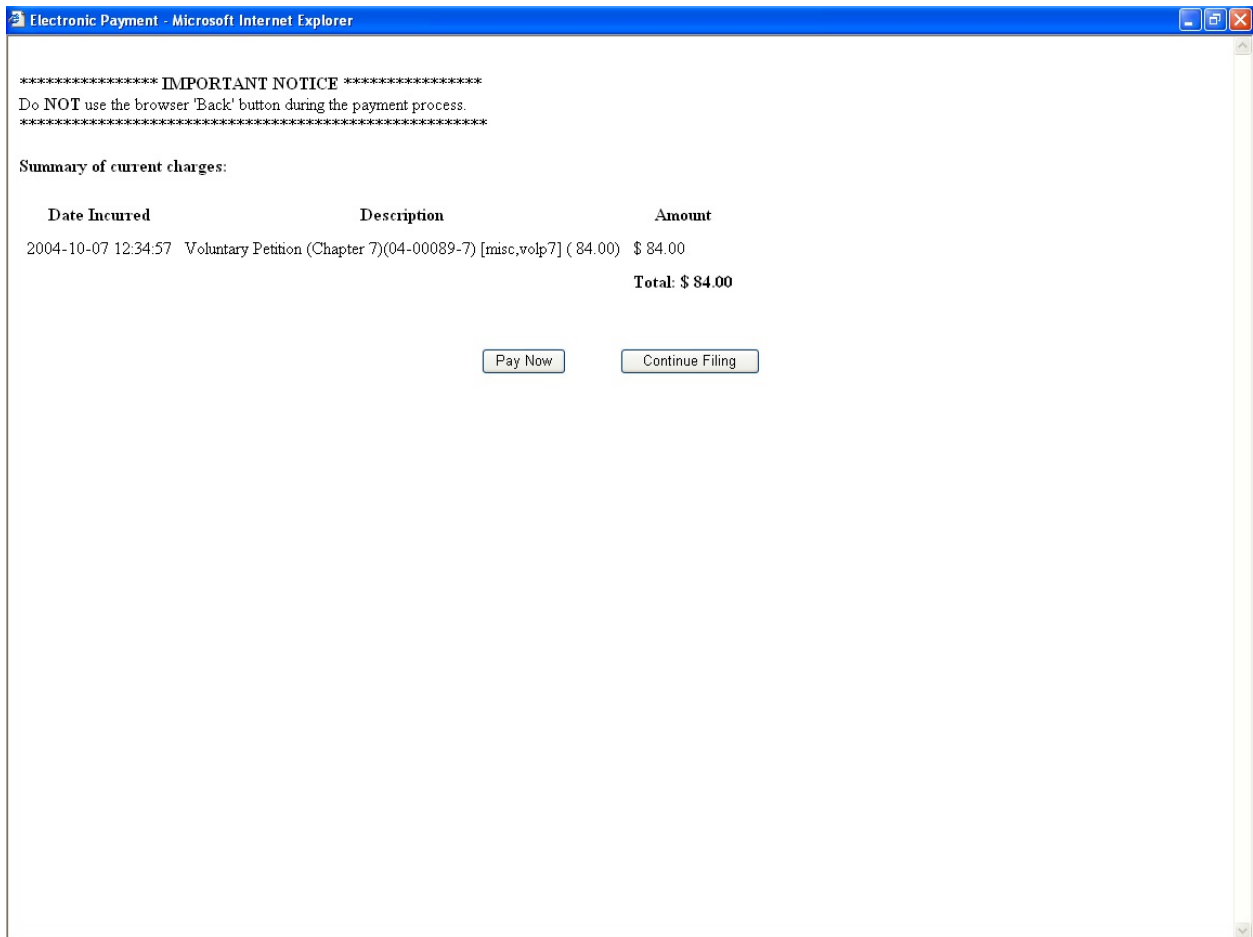 Electronic Payment - Microsoft Internet Explorer
**************** IMPORTANT NOTICE ****************
Do NOT use the browser 'Back' button during the payment process.
******************************************************
Summary of current charges:
Date Incurred Description Amount
2004-10-07 12:34:57 Voluntary Petition (Chapter 7)(04-00089-7) [misc,volp7] ( 84.00) $ 84.00
Total: $ 84.00
Pay Now Continue Filing